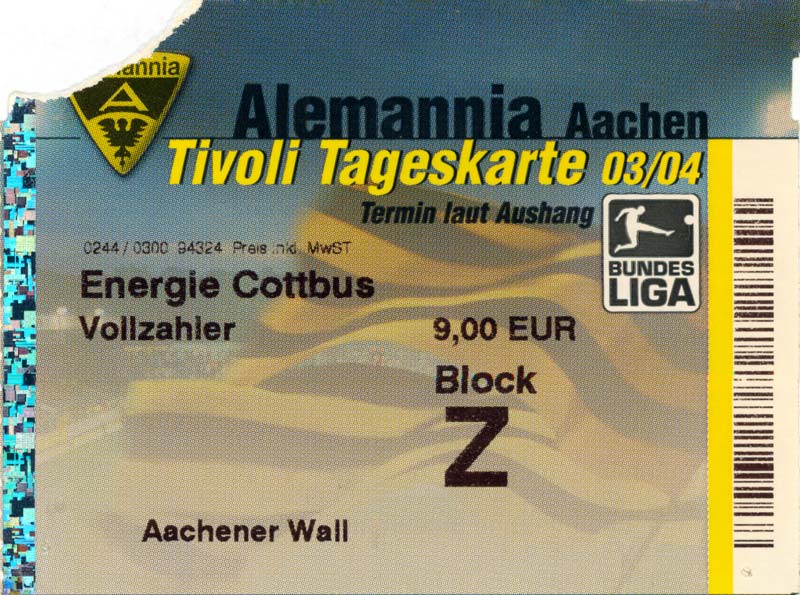 Alemannia Aachen
Tivoli Tageskarte 03/04
Termin laut Aushang
0244 / 0300 94324 Preis inkl. MwST
BUNDES
LIGA
Energie Cottbus
Vollzahler 9,00 EUR
Block
Z
Aachener Wall